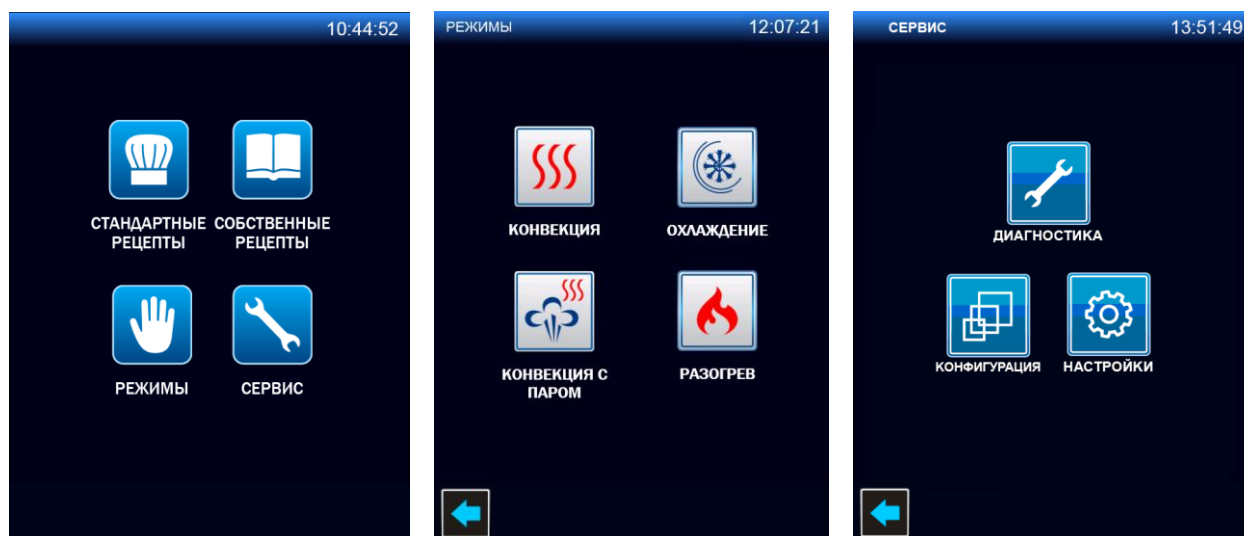 10:44:52
СТАНДАРТНЫЕ СОБСТВЕННЫЕ
РЕЦЕПТЫ РЕЦЕПТЫ
РЕЖИМЫ СЕРВИС
РЕЖИМЫ 12:07:21
КОНВЕКЦИЯ ОХЛАЖДЕНИЕ
КОНВЕКЦИЯ С РАЗОГРЕВ
ПАРОМ
СЕРВИС 13:51:49
ДИАГНОСТИКА
КОНФИГУРАЦИЯ НАСТРОЙКИ